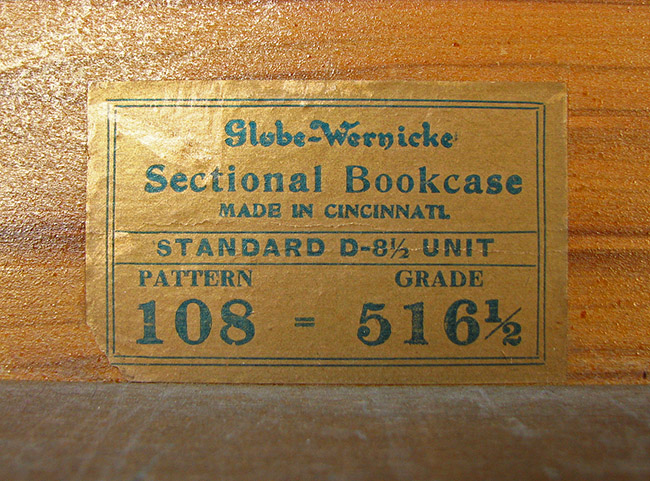 Globe-Wernicke
Sectional Bookcase
MADE IN CINCINNATI.
STANDARD D-8½ UNIT
PATTERN GRADE
108 = 516½